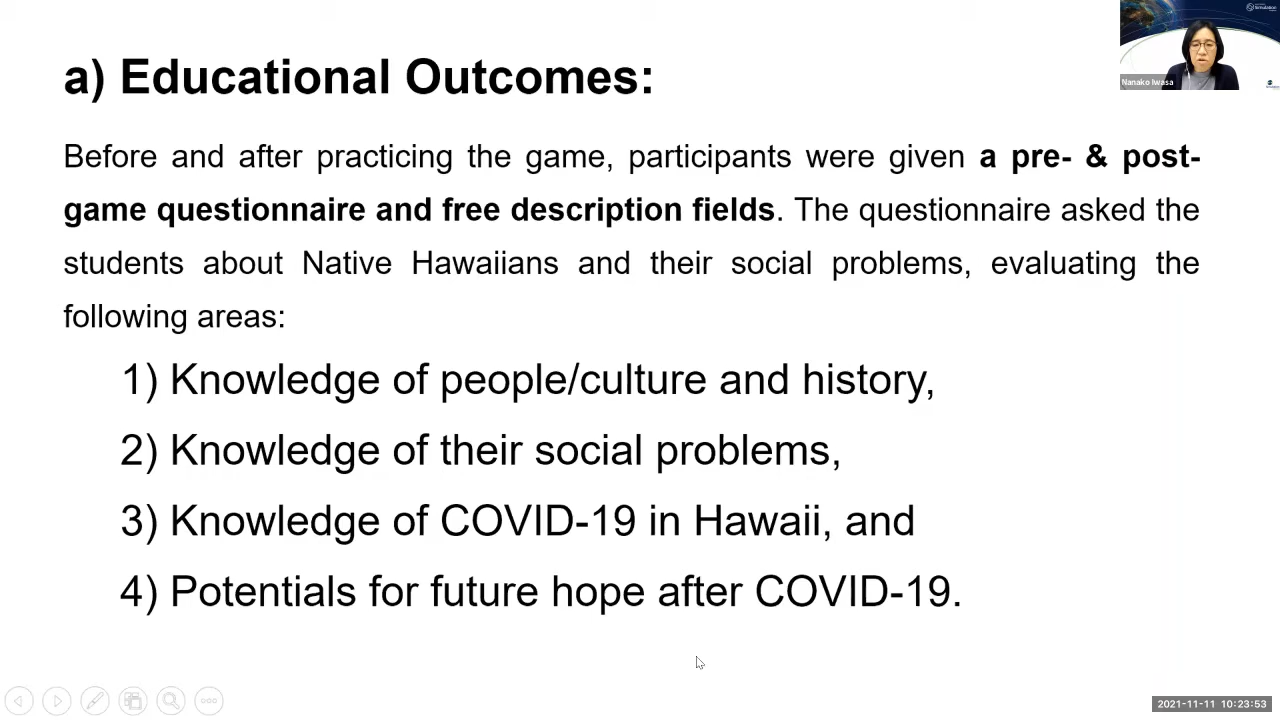 Simulation
Nanako Iwasa
a) Educational Outcomes:
Before and after practicing the game, participants were given a pre- & post-
game questionnaire and free description fields. The questionnaire asked the
students about Native Hawaiians and their social problems, evaluating the
following areas:
1) Knowledge of people/culture and history,
2) Knowledge of their social problems,
3) Knowledge of COVID-19 in Hawaii, and
4) Potentials for future hope after COVID-19.
2021-11-11 10:23:53